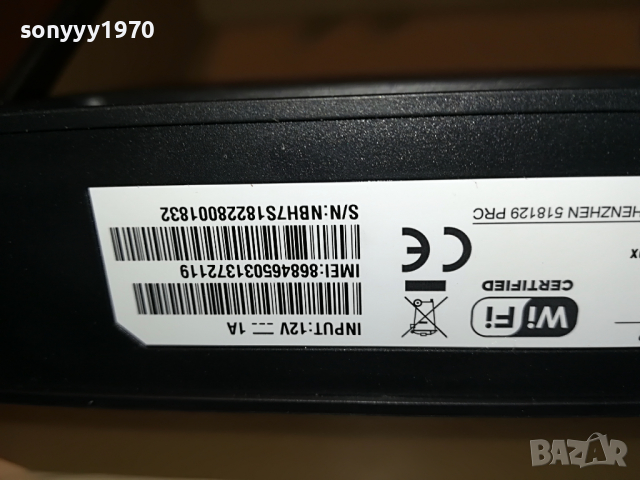 sonyyy1970
INPUT:12V ⎓ 1A
IMEI:868465031372119
S/N:NBH7S18228001832
Wi Fi
CERTIFIED
CE
HENZHEN 518129 PRC
BAZAR